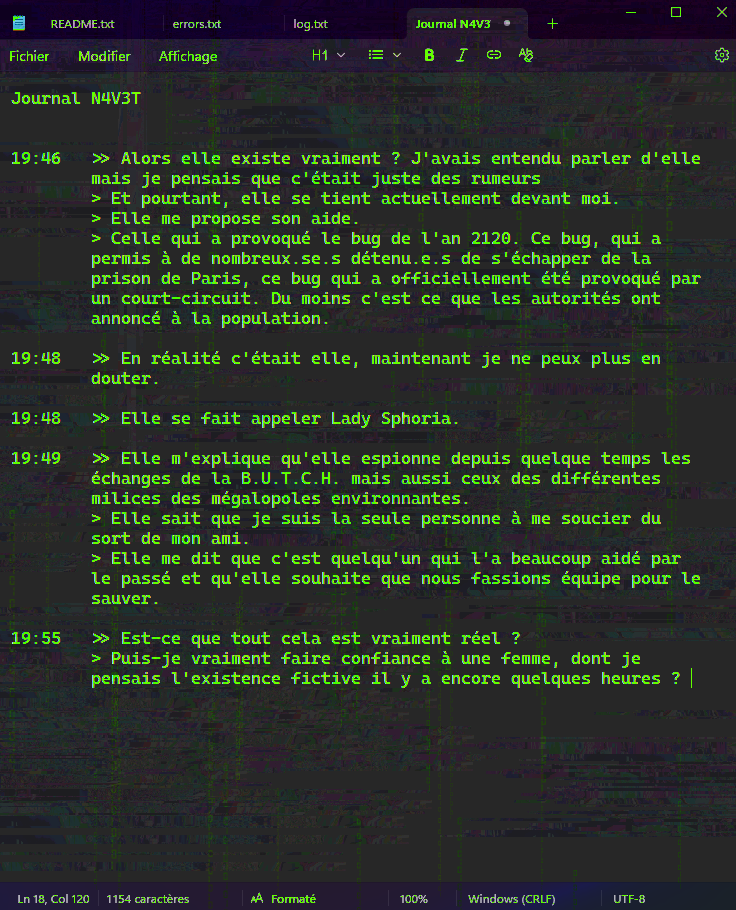 README.txt errors.txt log.txt Journal N4V3
Fichier Modifier Affichage H1 B I
Journal N4V3T
19:46 >> Alors elle existe vraiment ? J'avais entendu parler d'elle
mais je pensais que c'était juste des rumeurs
> Et pourtant, elle se tient actuellement devant moi.
> Elle me propose son aide.
> Celle qui a provoqué le bug de l'an 2120. Ce bug, qui a
permis à de nombreux.se.s détenu.e.s de s'échapper de la
prison de Paris, ce bug qui a officiellement été provoqué par
un court-circuit. Du moins c'est ce que les autorités ont
annoncé à la population.
19:48 >> En réalité c'était elle, maintenant je ne peux plus en
douter.
19:48 >> Elle se fait appeler Lady Sphoria.
19:49 >> Elle m'explique qu'elle espionne depuis quelque temps les
échanges de la B.U.T.C.H. mais aussi ceux des différentes
milices des mégalopoles environnantes.
> Elle sait que je suis la seule personne à me soucier du
sort de mon ami.
> Elle me dit que c'est quelqu'un qui l'a beaucoup aidé par
le passé et qu'elle souhaite que nous fassions équipe pour le
sauver.
19:55 >> Est-ce que tout cela est vraiment réel ?
> Puis-je vraiment faire confiance à une femme, dont je
pensais l'existence fictive il y a encore quelques heures ?
Ln 18, Col 120 1154 caractères Formaté 100% Windows (CRLF) UTF-8